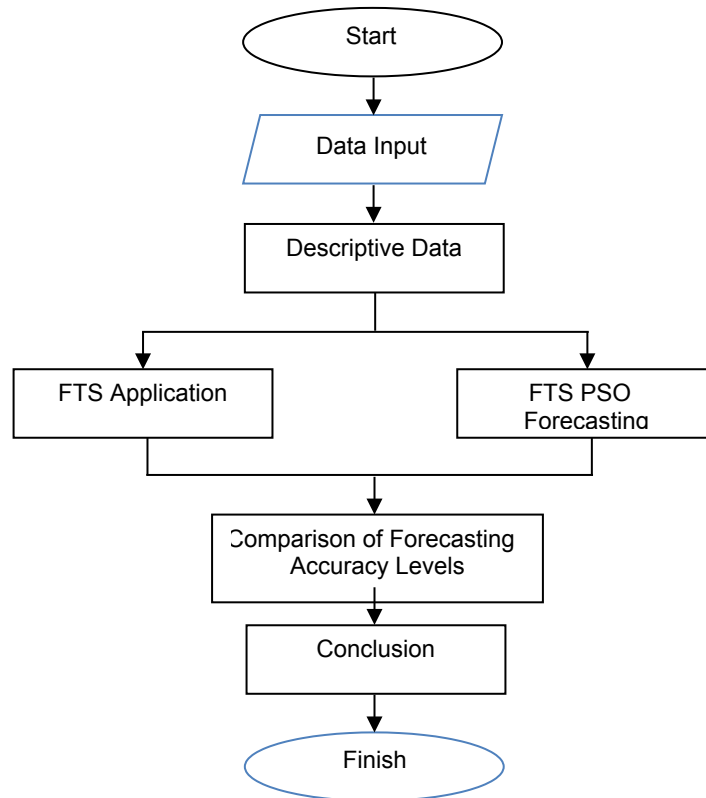 Start
Data Input
Descriptive Data
FTS Application
FTS PSO
Forecasting
Comparison of Forecasting
Accuracy Levels
Conclusion
Finish